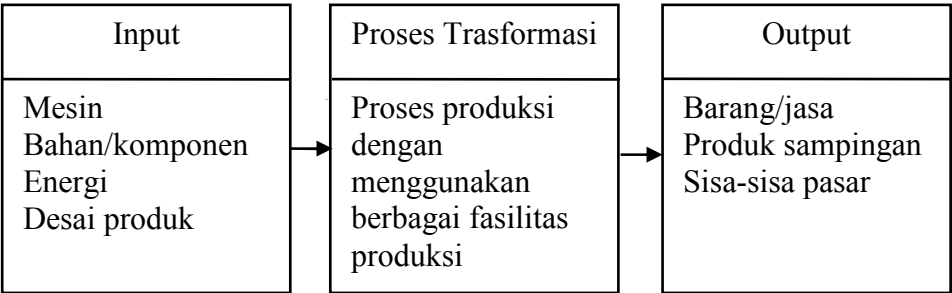 Input
Mesin
Bahan/komponen
Energi
Desai produk
Proses Trasformasi
Proses produksi
dengan
menggunakan
berbagai fasilitas
produksi
Output
Barang/jasa
Produk sampingan
Sisa-sisa pasar